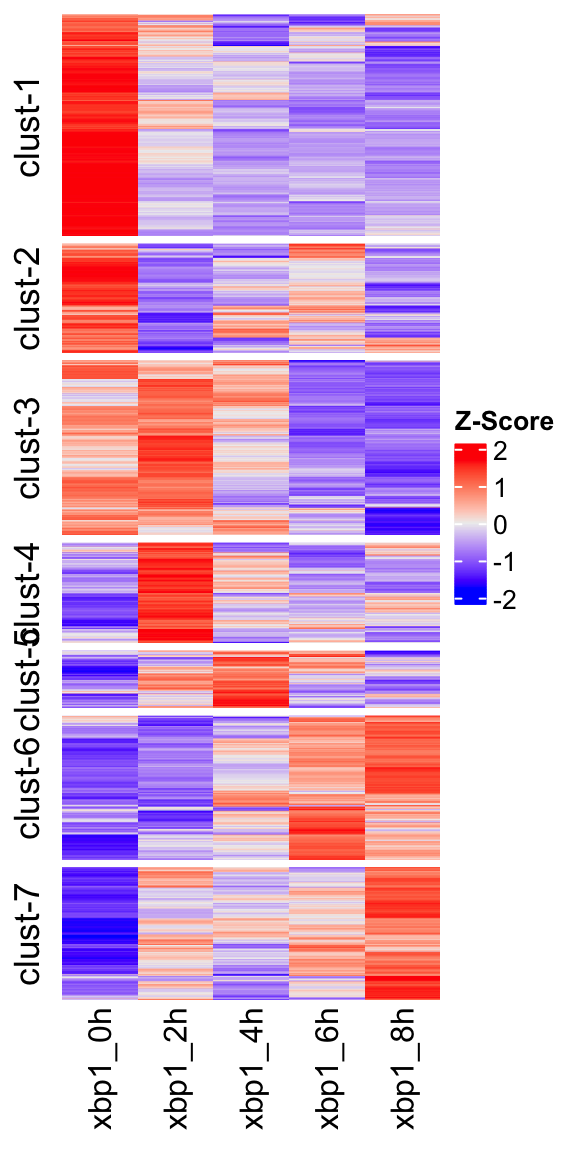 clust-1
clust-2
clust-3
clust-4
clust-5
clust-6
clust-7
Z-Score
2
1
0
-1
-2
xbp1_0h
xbp1_2h
xbp1_4h
xbp1_6h
xbp1_8h